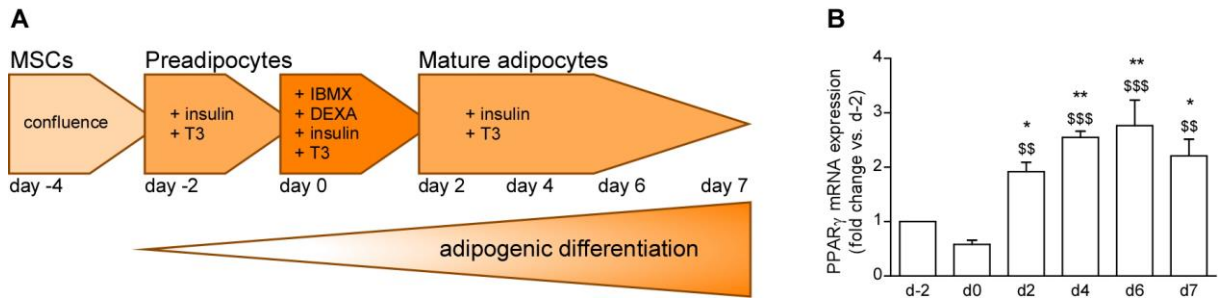 A
MSCs
Preadipocytes
Mature adipocytes
confluence
+ insulin
+ T3
+ IBMX
+ DEXA
+ insulin
+ T3
+ insulin
+ T3
day -4
day -2
day 0
day 2
day 4
day 6
day 7
adipogenic differentiation
B
PPARγ mRNA expression
(fold change vs. d-2)
4
3
2
1
0
*
$$
**
$$$
**
$$$
*
$$
d-2
d0
d2
d4
d6
d7